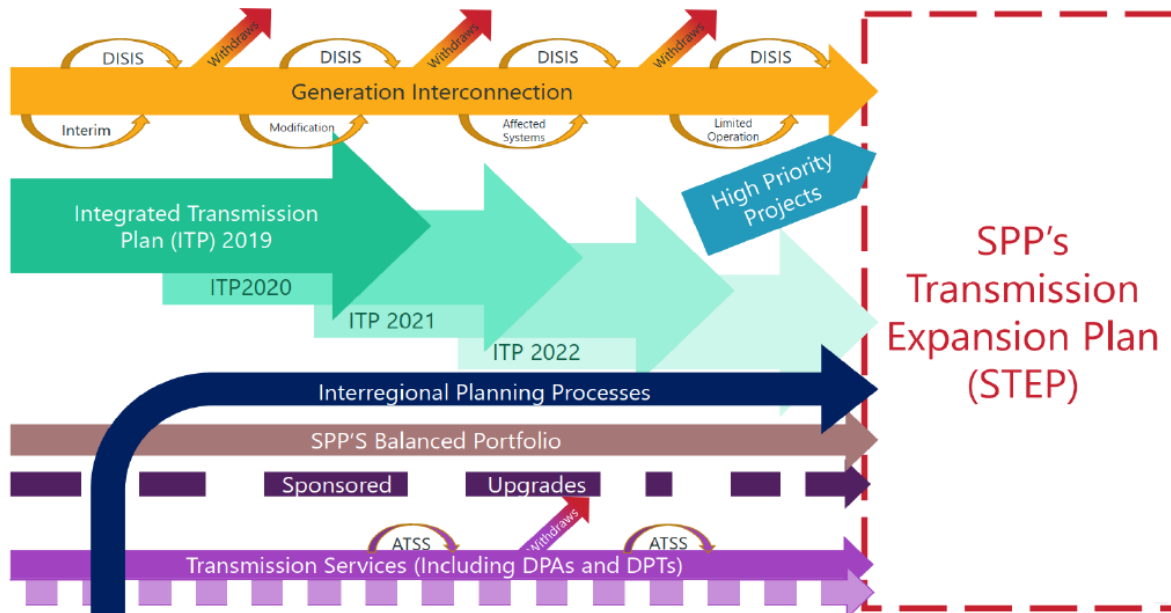 DISIS
Withdraws
DISIS
Withdraws
DISIS
Withdraws
DISIS
Generation Interconnection
Interim
Modification
Affected
Systems
Limited
Operation
High Priority
Projects
Integrated Transmission
Plan (ITP) 2019
ITP2020
ITP 2021
ITP 2022
Interregional Planning Processes
SPP'S Balanced Portfolio
Sponsored Upgrades
ATSS
Withdraws
ATSS
Transmission Services (Including DPAs and DPTs)
SPP's
Transmission
Expansion Plan
(STEP)